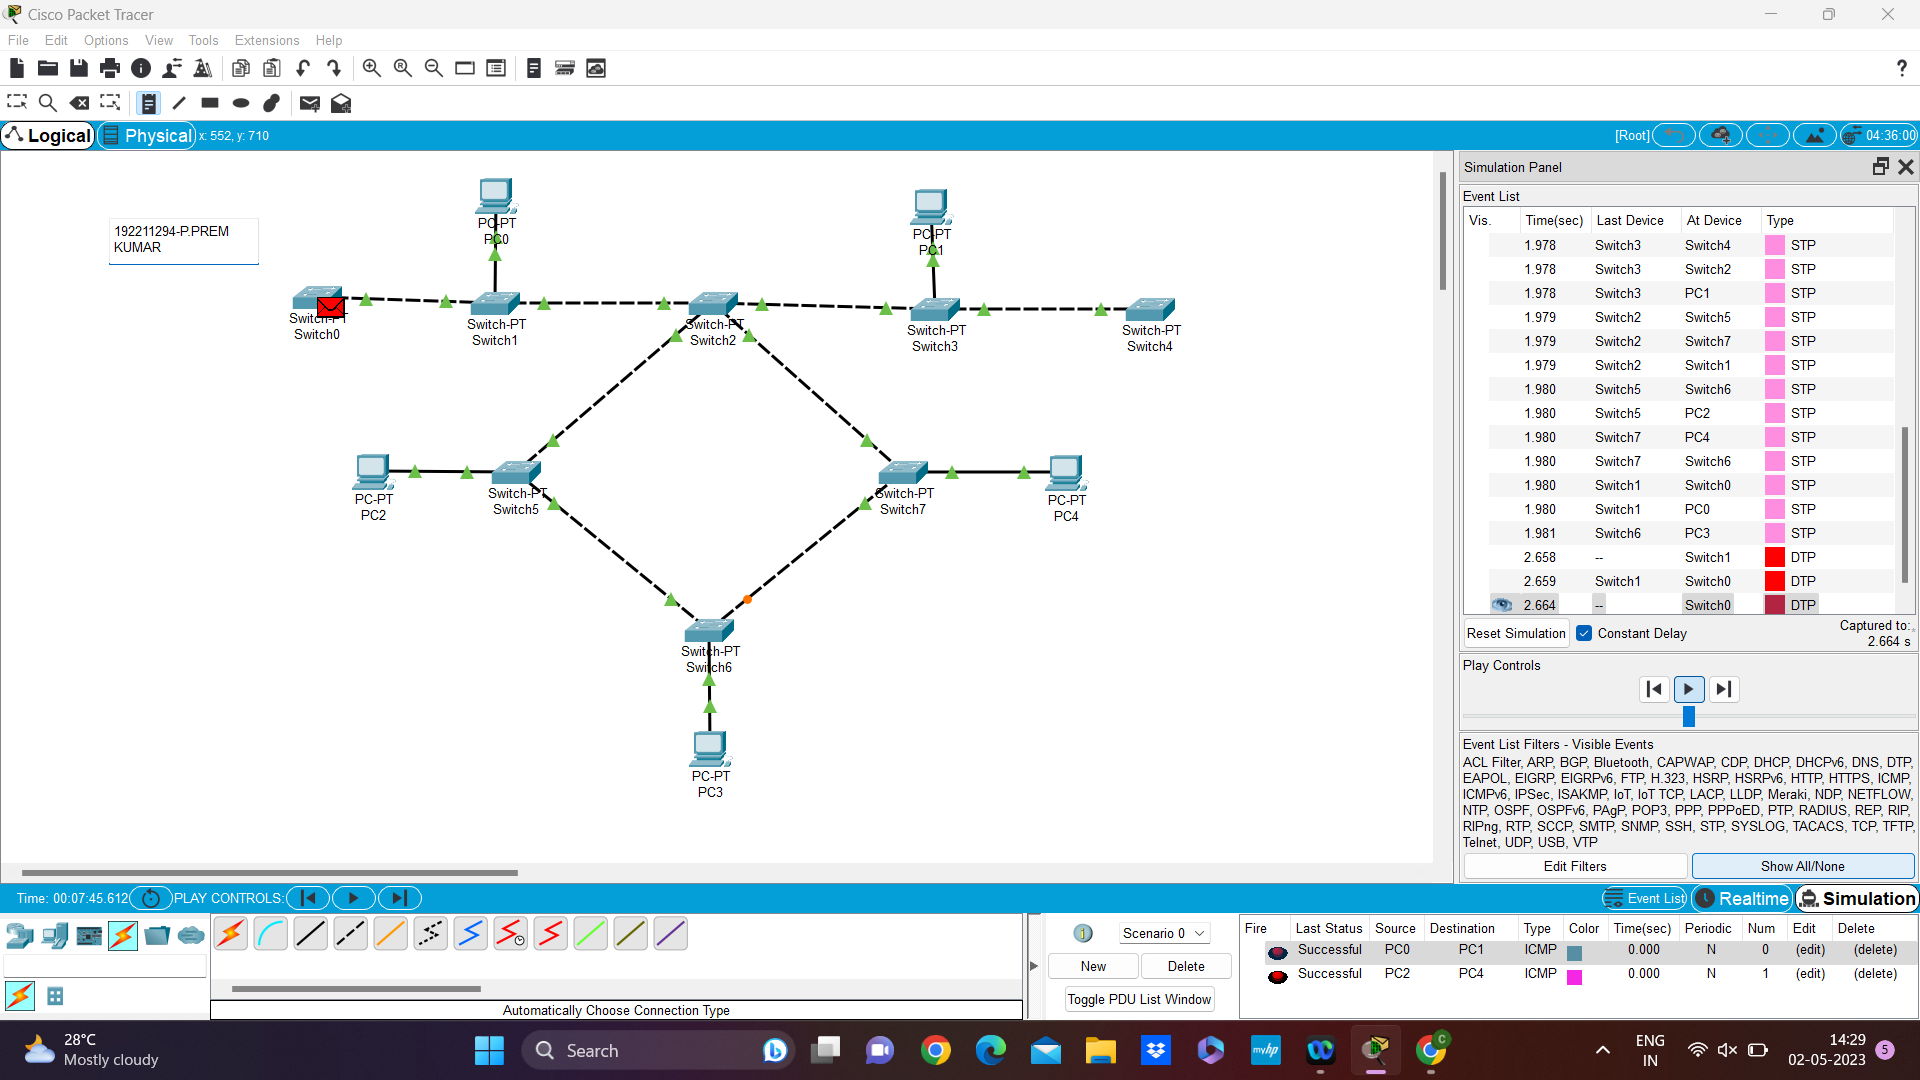 Cisco Packet Tracer
File Edit Options View Tools Extensions Help
?
Logical Physical x: 552, y: 710 [Root] 04:36:00
192211294-P.PREM
KUMAR
PC-PT
PC0
PC-PT
PC1
Switch-PT
Switch0
Switch-PT
Switch1
Switch-PT
Switch2
Switch-PT
Switch3
Switch-PT
Switch4
PC-PT
PC2
Switch-PT
Switch5
Switch-PT
Switch7
PC-PT
PC4
Switch-PT
Switch6
PC-PT
PC3
Simulation Panel
Event List
Vis. Time(sec) Last Device At Device Type
1.978 Switch3 Switch4 STP
1.978 Switch3 Switch2 STP
1.978 Switch3 PC1 STP
1.979 Switch2 Switch5 STP
1.979 Switch2 Switch7 STP
1.979 Switch2 Switch1 STP
1.980 Switch5 Switch6 STP
1.980 Switch5 PC2 STP
1.980 Switch7 PC4 STP
1.980 Switch7 Switch6 STP
1.980 Switch1 Switch0 STP
1.980 Switch1 PC0 STP
1.981 Switch6 PC3 STP
2.658 -- Switch1 DTP
2.659 Switch1 Switch0 DTP
2.664 -- Switch0 DTP
Reset Simulation Constant Delay Captured to:
2.664 s
Play Controls
Event List Filters - Visible Events
ACL Filter, ARP, BGP, Bluetooth, CAPWAP, CDP, DHCP, DHCPv6, DNS, DTP,
EAPOL, EIGRP, EIGRPv6, FTP, H.323, HSRP, HSRPv6, HTTP, HTTPS, ICMP,
ICMPv6, IPSec, ISAKMP, IoT, IoT TCP, LACP, LLDP, Meraki, NDP, NETFLOW,
NTP, OSPF, OSPFv6, PAgP, POP3, PPP, PPPoED, PTP, RADIUS, REP, RIP,
RIPng, RTP, SCCP, SMTP, SNMP, SSH, STP, SYSLOG, TACACS, TCP, TFTP,
Telnet, UDP, USB, VTP
Edit Filters Show All/None
Time: 00:07:45.612 PLAY CONTROLS: Event List Realtime Simulation
Automatically Choose Connection Type
Scenario 0
New Delete
Toggle PDU List Window
Fire Last Status Source Destination Type Color Time(sec) Periodic Num Edit Delete
Successful PC0 PC1 ICMP 0.000 N 0 (edit) (delete)
Successful PC2 PC4 ICMP 0.000 N 1 (edit) (delete)
28°C
Mostly cloudy
Search
myhp
C
ENG
IN
14:29
02-05-2023
5